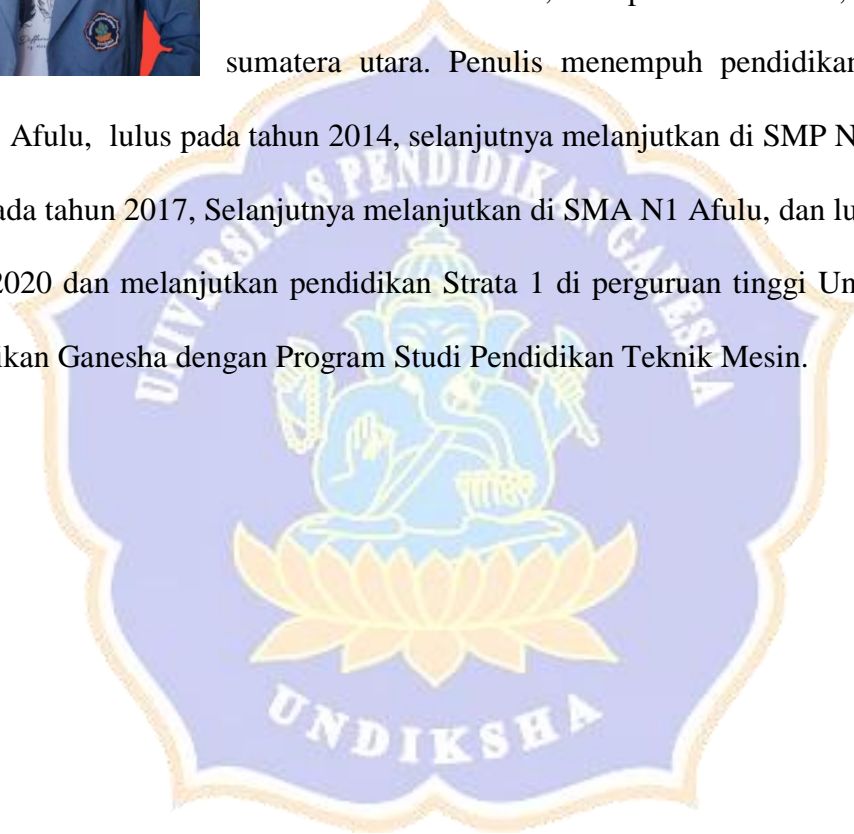 sumatera utara. Penulis menempuh pendidikan
Afulu, lulus pada tahun 2014, selanjutnya melanjutkan di SMP N
ada tahun 2017, Selanjutnya melanjutkan di SMA N1 Afulu, dan lu
2020 dan melanjutkan pendidikan Strata 1 di perguruan tinggi Un
ikan Ganesha dengan Program Studi Pendidikan Teknik Mesin.
UNIVERSITAS PENDIDIKAN GANESHA
UNDIKSHA